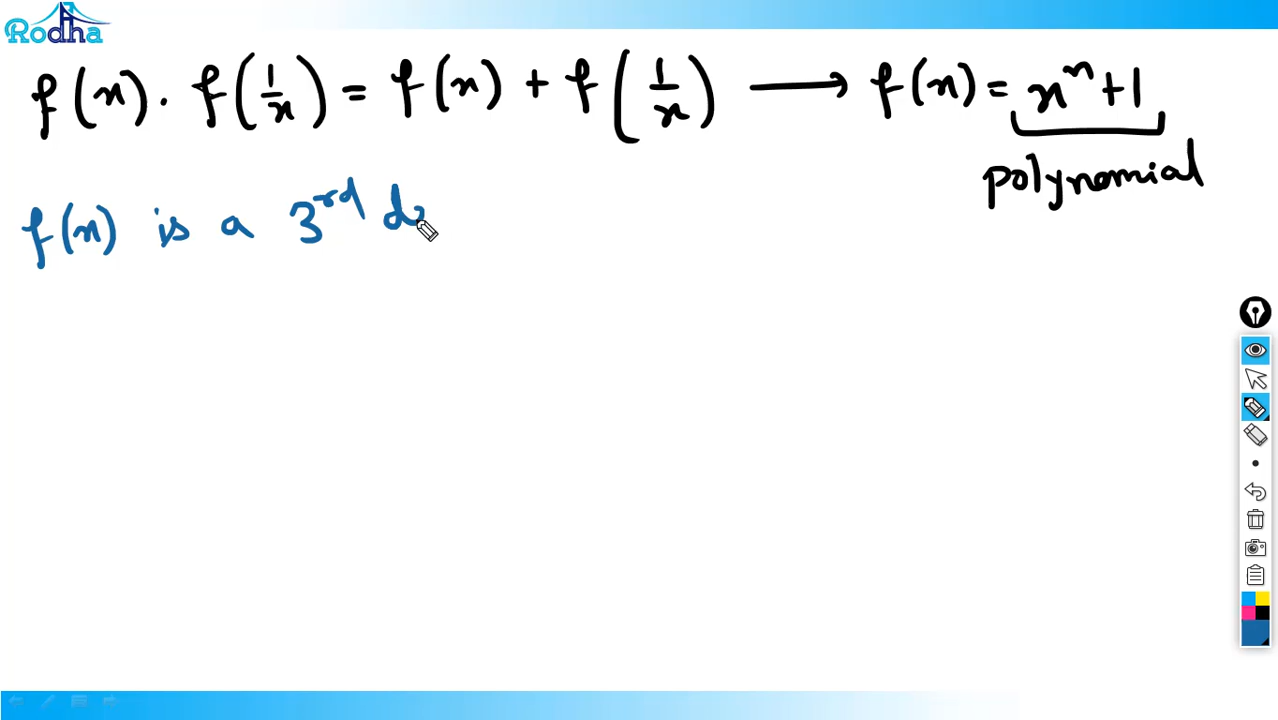 Rodha
f(x) . f(1/x) = f(x) + f(1/x) ⟶ f(x) = xⁿ + 1
polynomial
f(x) is a 3rd